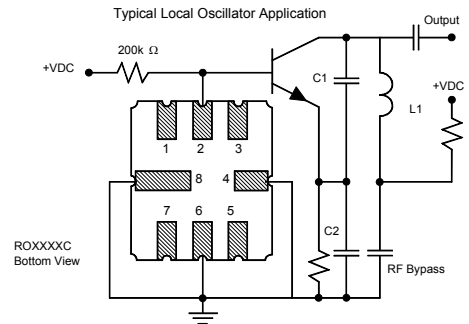 Typical Local Oscillator Application
Output
+VDC
200k Ω
C1
+VDC
L1
1 2 3
8 4
7 6 5
C2
ROXXXXC
Bottom View
RF Bypass